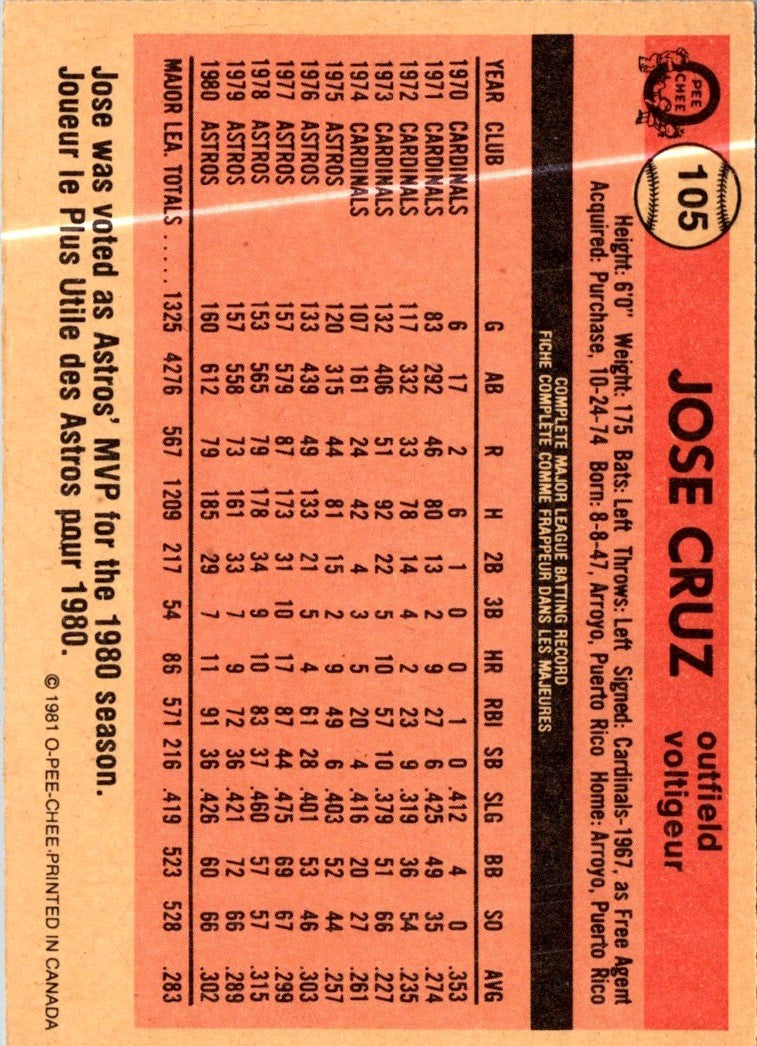 O PEE CHEE
105
JOSE CRUZ
outfield
voltigeur
Height: 6'0" Weight: 175 Bats: Left Throws: Left Signed: Cardinals-1967, as Free Agent
Acquired: Purchase, 10-24-74 Born: 8-8-47, Arroyo, Puerto Rico Home: Arroyo, Puerto Rico
COMPLETE MAJOR LEAGUE BATTING RECORD
FICHE COMPLETE COMME FRAPPEUR DANS LES MAJEURES
YEAR CLUB G AB R H 2B 3B HR RBI SB SLG BB SO AVG
1970 CARDINALS 6 17 2 6 1 0 0 1 0 .412 4 0 .353
1971 CARDINALS 83 292 46 80 13 2 9 27 6 .425 49 35 .274
1972 CARDINALS 117 332 33 78 14 4 2 23 9 .319 36 54 .235
1973 CARDINALS 132 406 51 92 22 5 10 57 10 .379 51 66 .227
1974 CARDINALS 107 161 24 42 4 3 5 20 4 .416 20 27 .261
1975 ASTROS 120 315 44 81 15 2 9 49 6 .403 52 44 .257
1976 ASTROS 133 439 49 133 21 5 4 61 28 .401 53 46 .303
1977 ASTROS 157 579 87 173 31 10 17 87 44 .475 69 67 .299
1978 ASTROS 153 565 79 178 34 9 10 83 37 .460 57 57 .315
1979 ASTROS 157 558 73 161 33 7 9 72 36 .421 72 66 .289
1980 ASTROS 160 612 79 185 29 7 11 91 36 .426 60 66 .302
MAJOR LEA. TOTALS ..... 1325 4276 567 1209 217 54 86 571 216 .419 523 528 .283
Jose was voted as Astros' MVP for the 1980 season.
Joueur le Plus Utile des Astros pour 1980.
© 1981 O-PEE-CHEE PRINTED IN CANADA